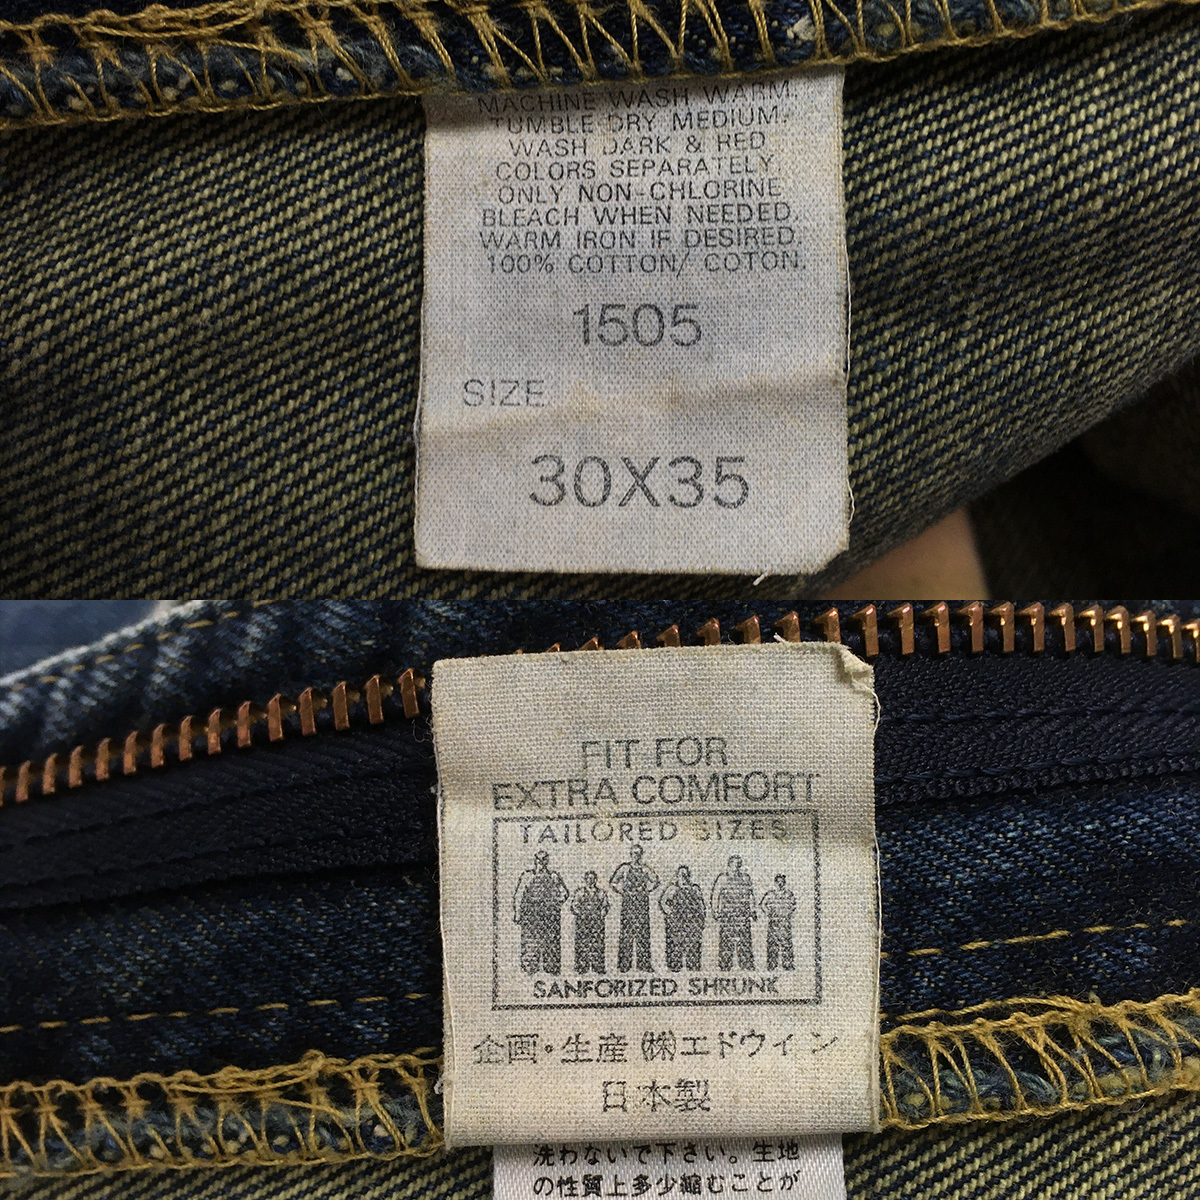 MACHINE WASH WARM.
TUMBLE DRY MEDIUM.
WASH DARK & RED
COLORS SEPARATELY.
ONLY NON-CHLORINE
BLEACH WHEN NEEDED.
WARM IRON IF DESIRED.
100% COTTON/ COTON.
1505
SIZE
30X35
FIT FOR
EXTRA COMFORT
TAILORED SIZES
SANFORIZED SHRUNK
企画・生産 ㈱エドウイン
日本製
洗わないで下さい。生地
の性質上多少縮むことが